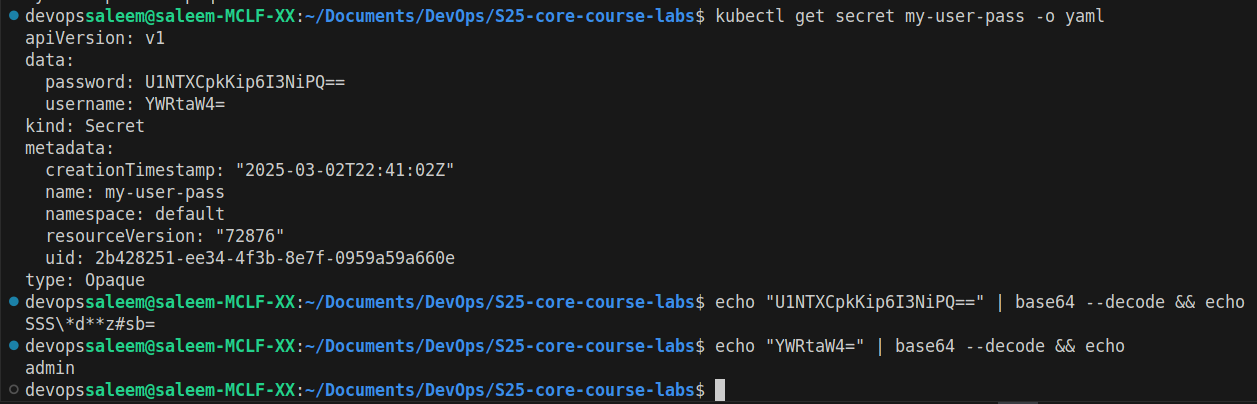 devopssaleem@saleem-MCLF-XX:~/Documents/DevOps/S25-core-course-labs$ kubectl get secret my-user-pass -o yaml
apiVersion: v1
data:
  password: U1NTXCpkKip6I3NiPQ==
  username: YWRtaW4=
kind: Secret
metadata:
  creationTimestamp: "2025-03-02T22:41:02Z"
  name: my-user-pass
  namespace: default
  resourceVersion: "72876"
  uid: 2b428251-ee34-4f3b-8e7f-0959a59a660e
type: Opaque
devopssaleem@saleem-MCLF-XX:~/Documents/DevOps/S25-core-course-labs$ echo "U1NTXCpkKip6I3NiPQ==" | base64 --decode && echo
SSS\*d**z#sb=
devopssaleem@saleem-MCLF-XX:~/Documents/DevOps/S25-core-course-labs$ echo "YWRtaW4=" | base64 --decode && echo
admin
devopssaleem@saleem-MCLF-XX:~/Documents/DevOps/S25-core-course-labs$